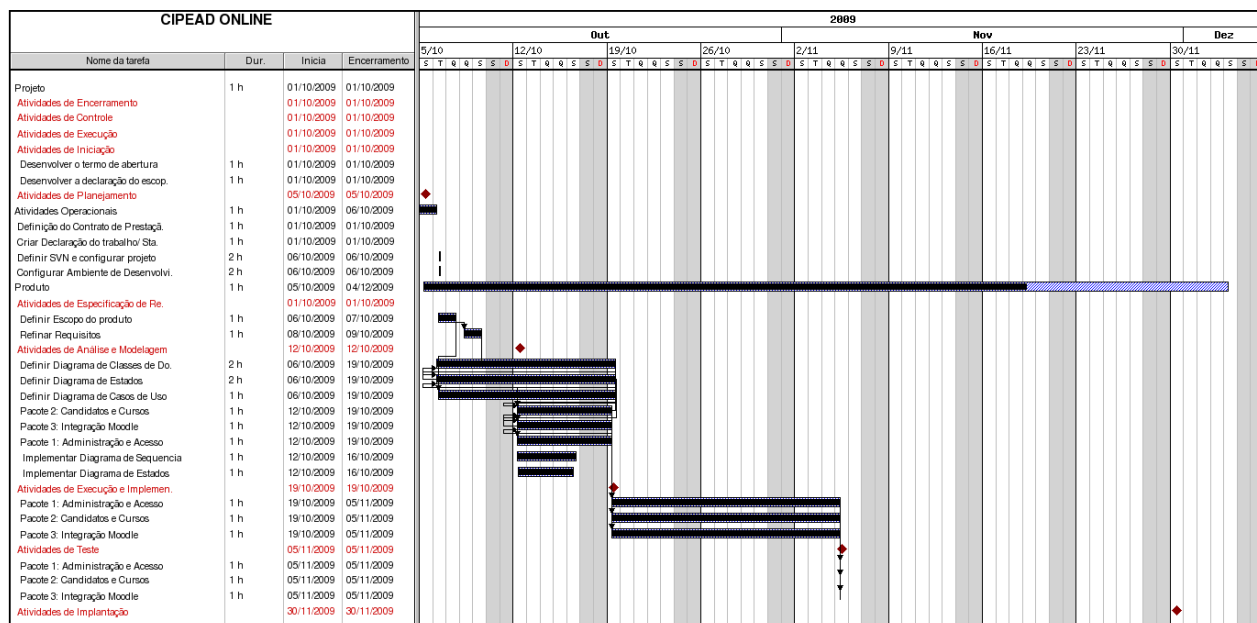 CIPEAD ONLINE
2009
Out Nov Dez
5/10 12/10 19/10 26/10 2/11 9/11 16/11 23/11 30/11
Nome da tarefa Dur. Inicia Encerramento S T Q Q S S D S T Q Q S S D S T Q Q S S D S T Q Q S S D S T Q Q S S D S T Q Q S S D S T Q Q S S D S T Q Q S S D S T Q Q S S
Projeto 1 h 01/10/2009 01/10/2009
Atividades de Encerramento 01/10/2009 01/10/2009
Atividades de Controle 01/10/2009 01/10/2009
Atividades de Execução 01/10/2009 01/10/2009
Atividades de Iniciação 01/10/2009 01/10/2009
Desenvolver o termo de abertura 1 h 01/10/2009 01/10/2009
Desenvolver a declaração do escop. 1 h 01/10/2009 01/10/2009
Atividades de Planejamento 05/10/2009 05/10/2009
Atividades Operacionais 1 h 01/10/2009 06/10/2009
Definição do Contrato de Prestaçã. 1 h 01/10/2009 01/10/2009
Criar Declaração do trabalho/ Sta. 1 h 01/10/2009 01/10/2009
Definir SVN e configurar projeto 2 h 06/10/2009 06/10/2009
Configurar Ambiente de Desenvolvi. 2 h 06/10/2009 06/10/2009
Produto 1 h 05/10/2009 04/12/2009
Atividades de Especificação de Re. 01/10/2009 01/10/2009
Definir Escopo do produto 1 h 06/10/2009 07/10/2009
Refinar Requisitos 1 h 08/10/2009 09/10/2009
Atividades de Análise e Modelagem 12/10/2009 12/10/2009
Definir Diagrama de Classes de Do. 2 h 06/10/2009 19/10/2009
Definir Diagrama de Estados 2 h 06/10/2009 19/10/2009
Definir Diagrama de Casos de Uso 1 h 06/10/2009 19/10/2009
Pacote 2: Candidatos e Cursos 1 h 12/10/2009 19/10/2009
Pacote 3: Integração Moodle 1 h 12/10/2009 19/10/2009
Pacote 1: Administração e Acesso 1 h 12/10/2009 19/10/2009
Implementar Diagrama de Sequencia 1 h 12/10/2009 16/10/2009
Implementar Diagrama de Estados 1 h 12/10/2009 16/10/2009
Atividades de Execução e Implemen. 19/10/2009 19/10/2009
Pacote 1: Administração e Acesso 1 h 19/10/2009 05/11/2009
Pacote 2: Candidatos e Cursos 1 h 19/10/2009 05/11/2009
Pacote 3: Integração Moodle 1 h 19/10/2009 05/11/2009
Atividades de Teste 05/11/2009 05/11/2009
Pacote 1: Administração e Acesso 1 h 05/11/2009 05/11/2009
Pacote 2: Candidatos e Cursos 1 h 05/11/2009 05/11/2009
Pacote 3: Integração Moodle 1 h 05/11/2009 05/11/2009
Atividades de Implantação 30/11/2009 30/11/2009